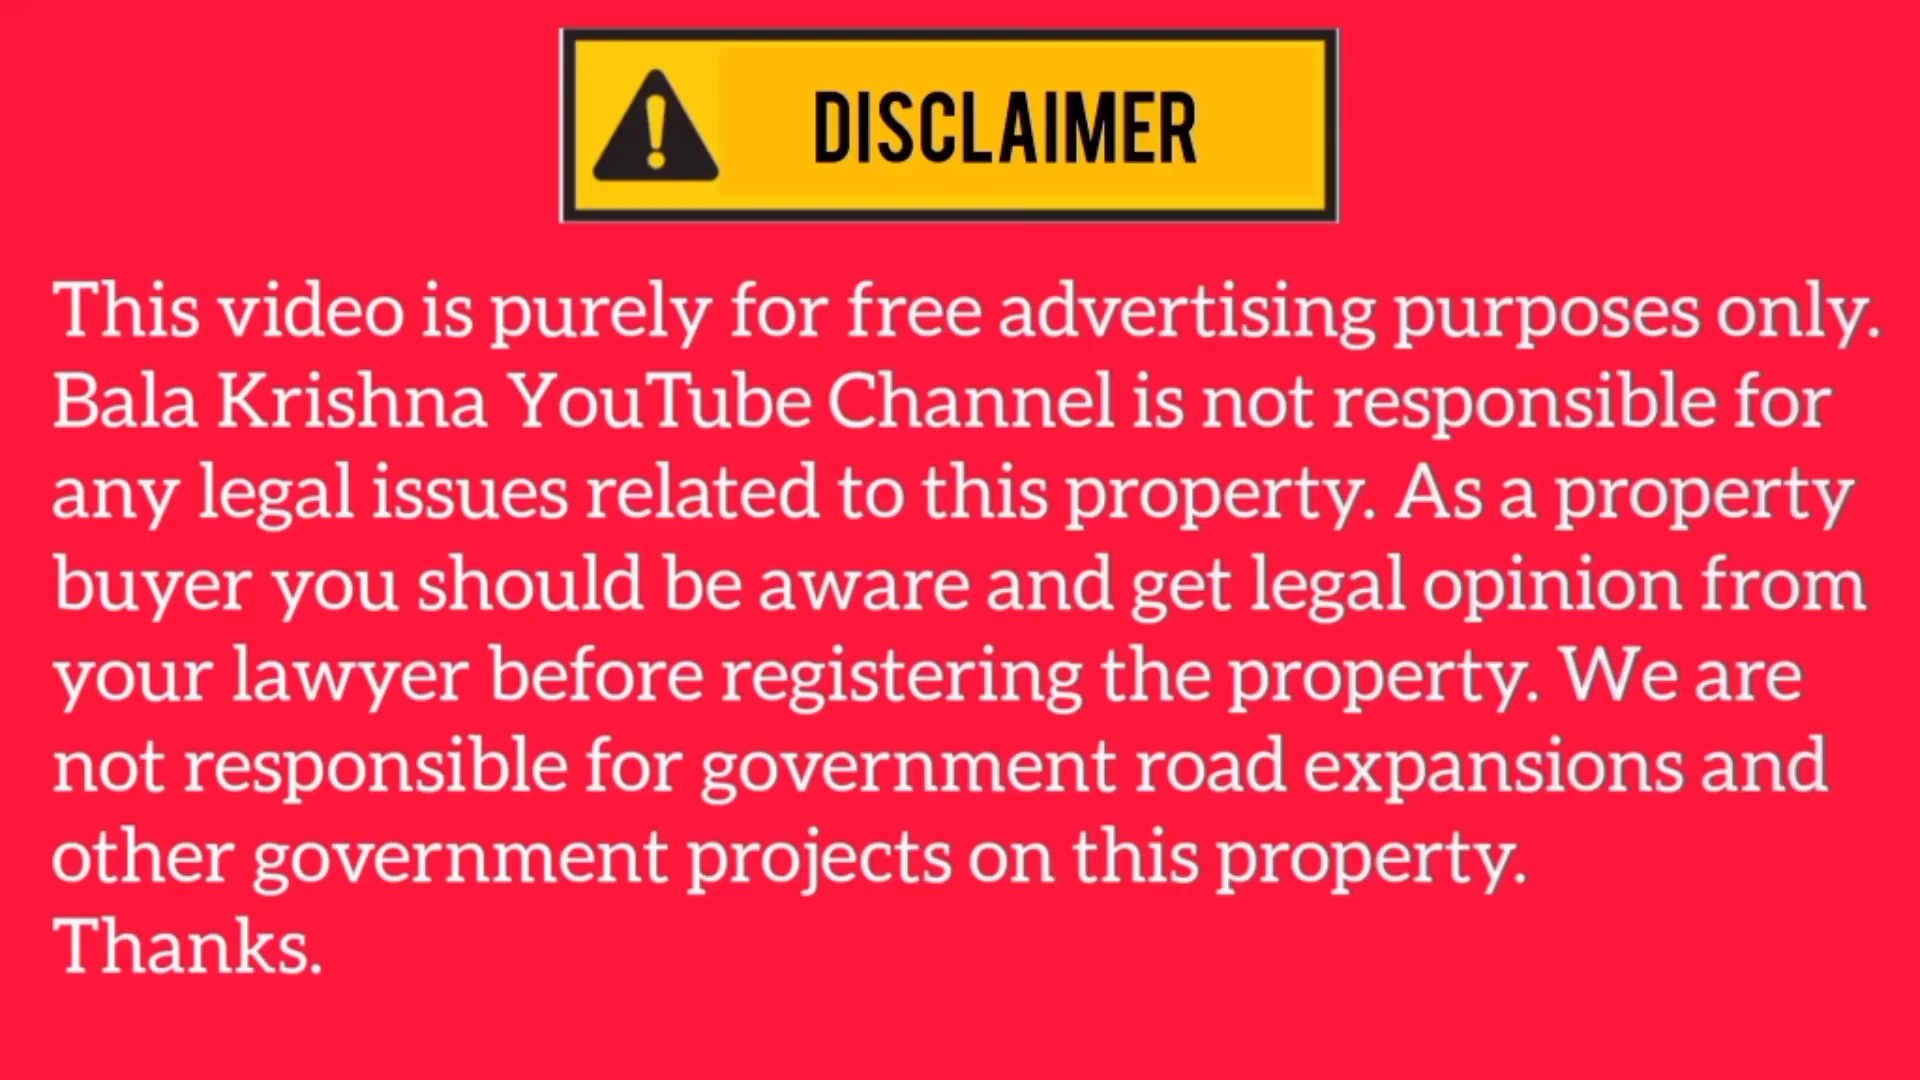 DISCLAIMER
This video is purely for free advertising purposes only.
Bala Krishna YouTube Channel is not responsible for
any legal issues related to this property. As a property
buyer you should be aware and get legal opinion from
your lawyer before registering the property. We are
not responsible for government road expansions and
other government projects on this property.
Thanks.